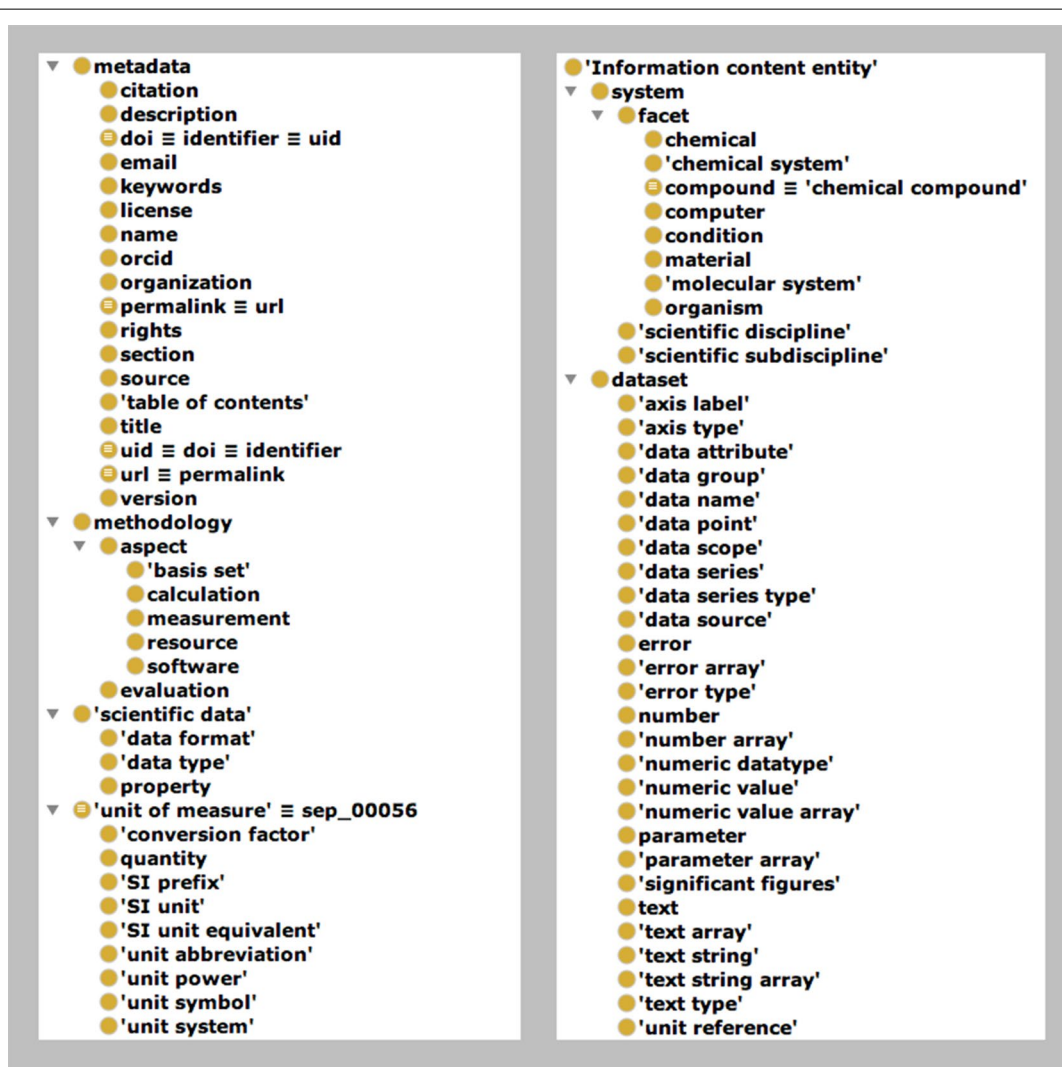 metadata
citation
description
doi ≡ identifier ≡ uid
email
keywords
license
name
orcid
organization
permalink ≡ url
rights
section
source
'table of contents'
title
uid ≡ doi ≡ identifier
url ≡ permalink
version
methodology
aspect
'basis set'
calculation
measurement
resource
software
evaluation
'scientific data'
'data format'
'data type'
property
'unit of measure' ≡ sep_00056
'conversion factor'
quantity
'SI prefix'
'SI unit'
'SI unit equivalent'
'unit abbreviation'
'unit power'
'unit symbol'
'unit system'
'Information content entity'
system
facet
chemical
'chemical system'
compound ≡ 'chemical compound'
computer
condition
material
'molecular system'
organism
'scientific discipline'
'scientific subdiscipline'
dataset
'axis label'
'axis type'
'data attribute'
'data group'
'data name'
'data point'
'data scope'
'data series'
'data series type'
'data source'
error
'error array'
'error type'
number
'number array'
'numeric datatype'
'numeric value'
'numeric value array'
parameter
'parameter array'
'significant figures'
text
'text array'
'text string'
'text string array'
'text type'
'unit reference'